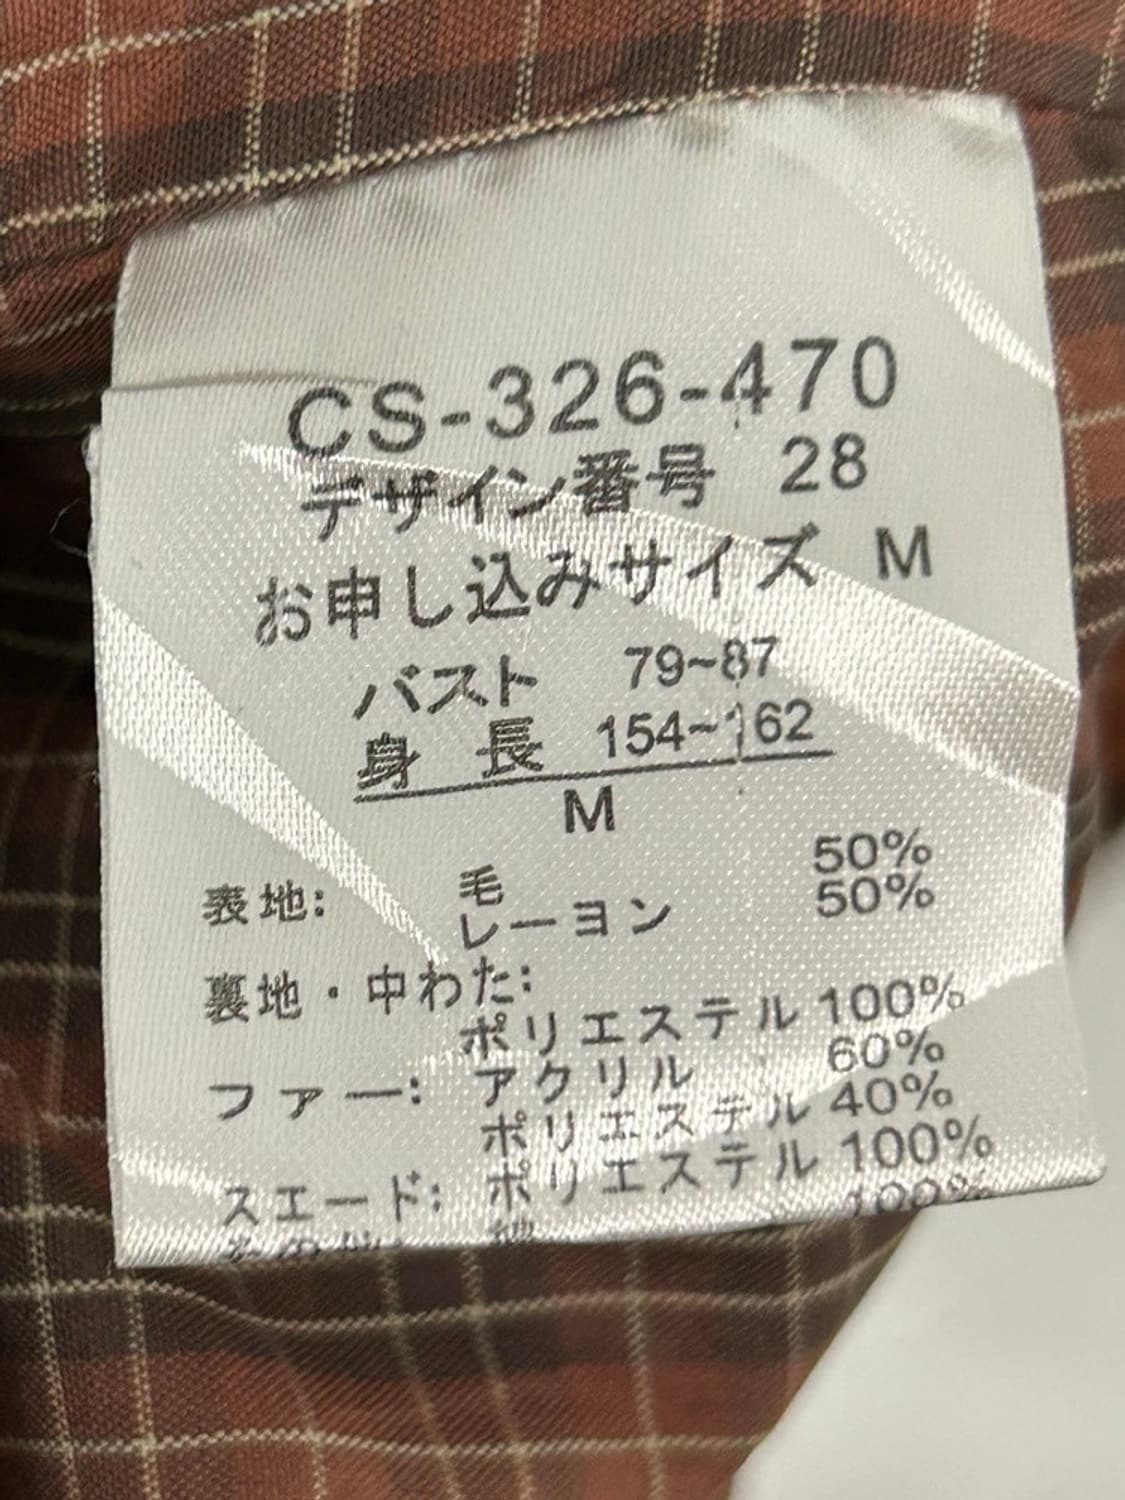 CS-326-470
デザイン番号 28
お申し込みサイズ M
バスト 79~87
身 長 154~162
M
表地: 毛 50%
レーヨン 50%
裏地・中わた:
ポリエステル 100%
ファー: アクリル 60%
ポリエステル 40%
スエード: ポリエステル 100%
100%